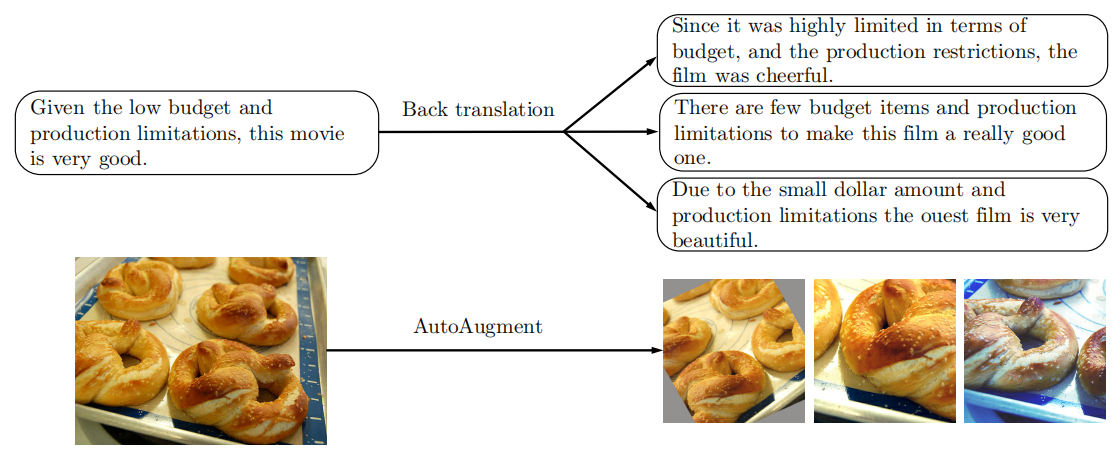 Given the low budget and
production limitations, this movie
is very good.
Back translation
Since it was highly limited in terms of
budget, and the production restrictions, the
film was cheerful.
There are few budget items and production
limitations to make this film a really good
one.
Due to the small dollar amount and
production limitations the ouest film is very
beautiful.
AutoAugment